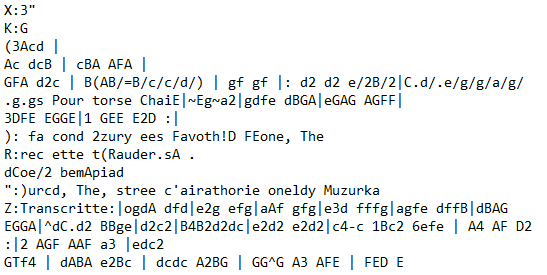 X:3"
K:G
(3Acd |
Ac dcB | cBA AFA |
GFA d2c | B(AB/=B/c/c/d/) | gf gf |: d2 d2 e/2B/2|C.d/.e/g/g/a/g/
.g.gs Pour torse ChaiE|~Eg~a2|gdfe dBGA|eGAG AGFF|
3DFE EGGE|1 GEE E2D :|
): fa cond 2zury ees Favoth!D FEone, The
R:rec ette t(Rauder.sA .
dCoe/2 bemApiad
":)urcd, The, stree c'airathorie oneldy Muzurka
Z:Transcritte:|ogdA dfd|e2g efg|aAf gfg|e3d fffg|agfe dffB|dBAG
EGGA|^dC.d2 BBge|d2c2|B4B2d2dc|e2d2 e2d2|c4-c 1Bc2 6efe | A4 AF D2
:|2 AGF AAF a3 |edc2
GTf4 | dABA e2Bc | dcdc A2BG | GG^G A3 AFE | FED E